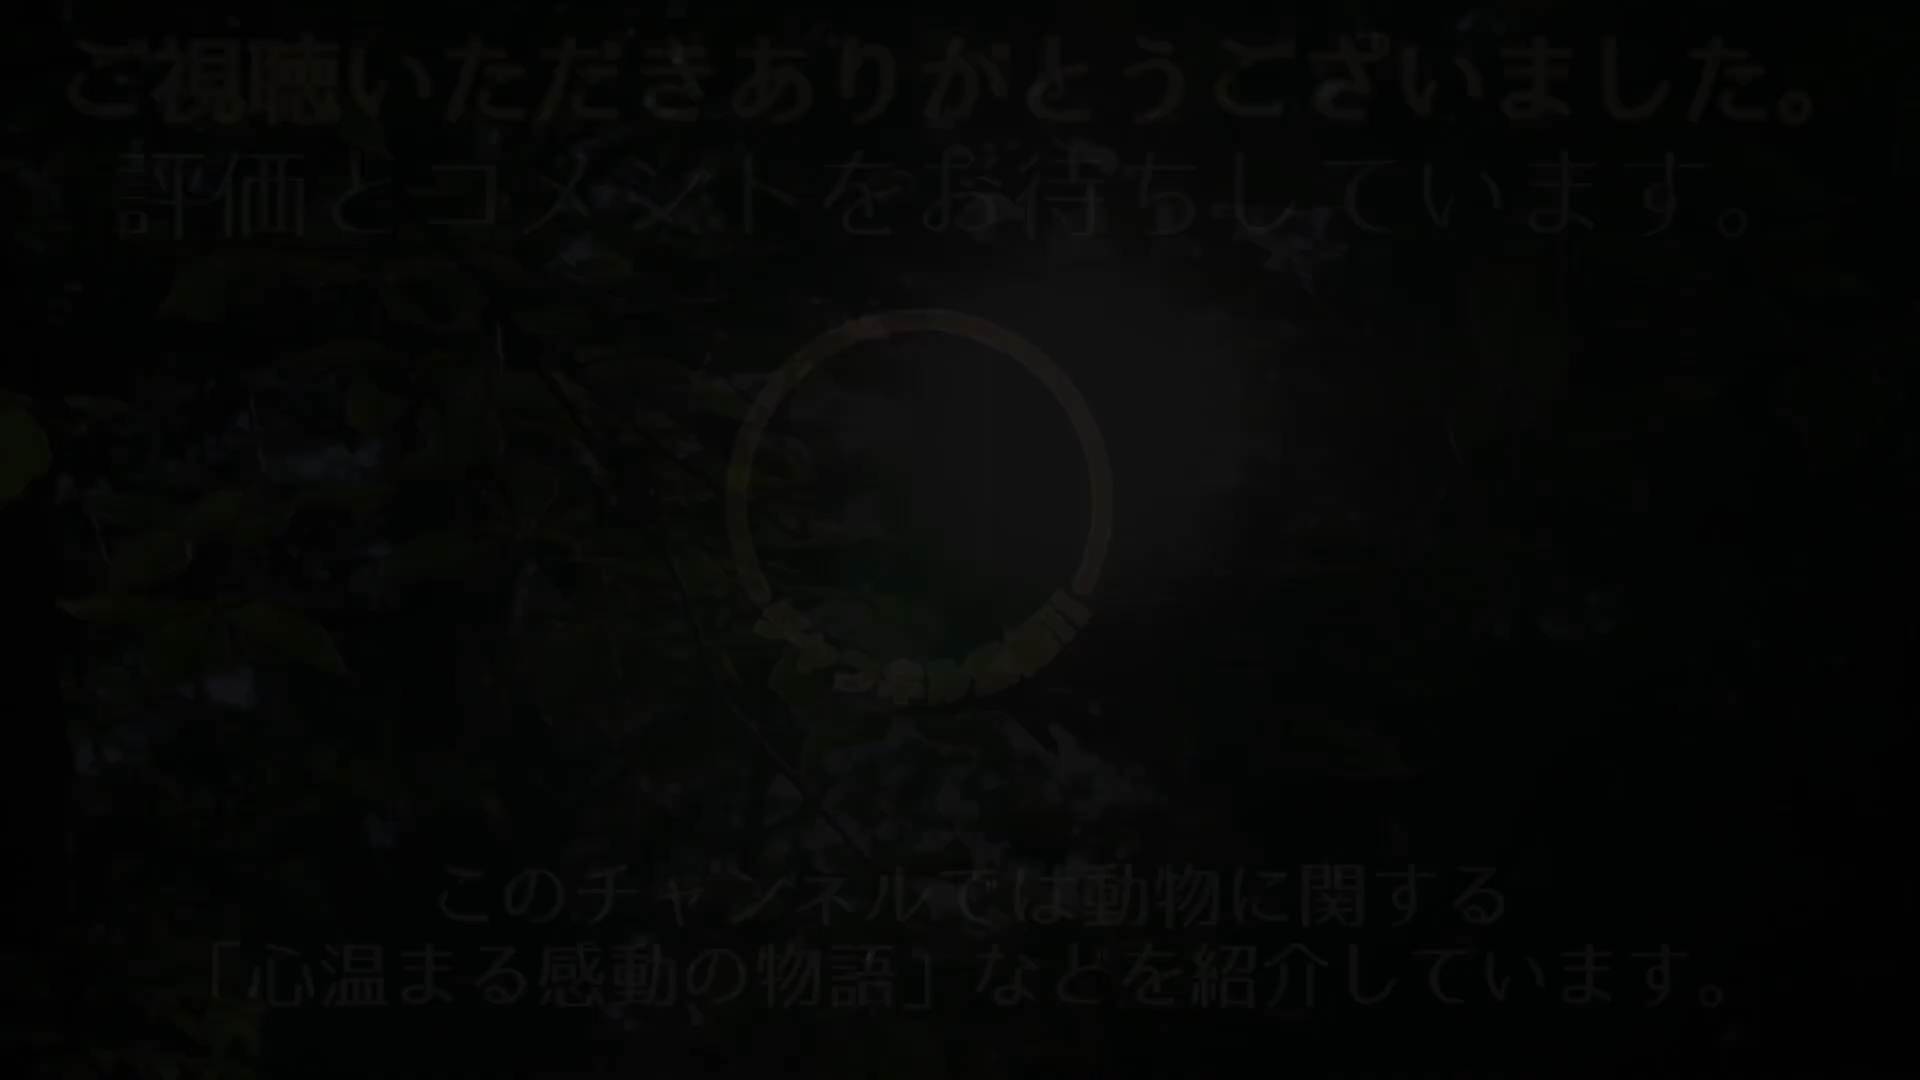 ご視聴いただきありがとうございました。
評価とコメントをお待ちしています。
このチャンネルでは動物に関する
「心温まる感動の物語」などを紹介しています。